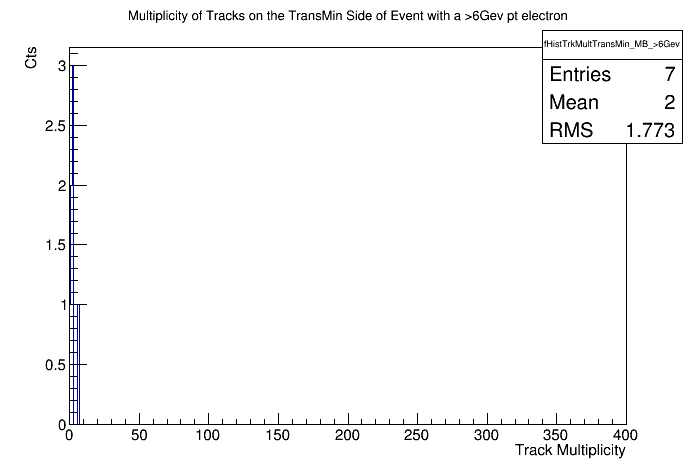 Multiplicity of Tracks on the TransMin Side of Event with a >6Gev pt electron
fHistTrkMultTransMin_MB_>6Gev
Entries 7
Mean 2
RMS 1.773
Cts
3
2.5
2
1.5
1
0.5
0
0 50 100 150 200 250 300 350 400
Track Multiplicity